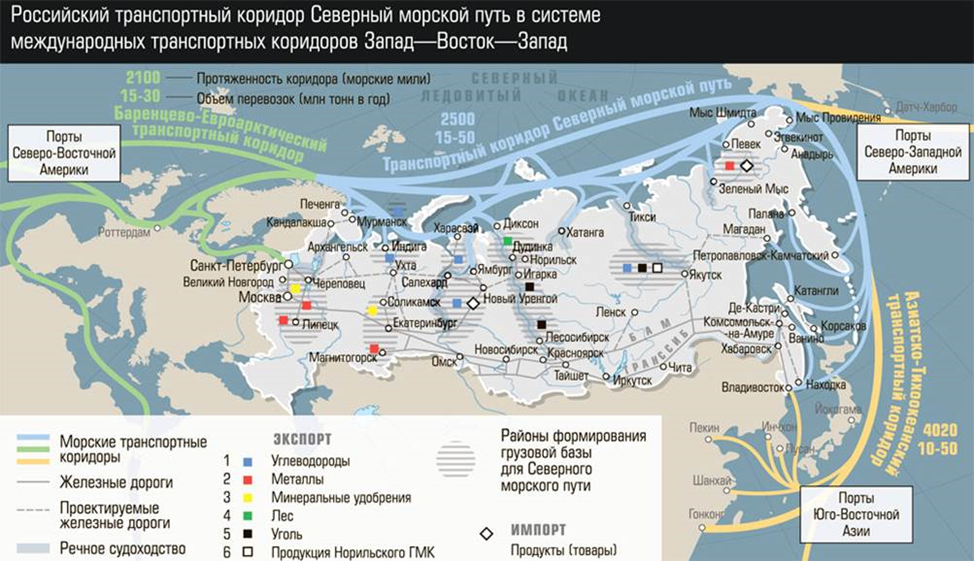 Российский транспортный коридор Северный морской путь в системе
международных транспортных коридоров Запад—Восток—Запад
2100
Протяженность коридора (морские мили)
15-30
Объем перевозок (млн тонн в год)
СЕВЕРНЫЙ
ЛЕДОВИТЫЙ ОКЕАН
Баренцево-Евроарктический
транспортный коридор
2500
15-50
Транспортный коридор Северный морской путь
Порты
Северо-Восточной
Америки
Порты
Северо-Западной
Америки
Датч-Харбор
Мыс Шмидта
Мыс Провидения
Эгвекинот
Певек
Анадырь
Зеленый Мыс
Палана
Магадан
Петропавловск-Камчатский
Роттердам
Печенга
Кандалакша
Мурманск
Архангельск
Индига
Харасвэй
Диксон
Хатанга
Тикси
Дудинка
Норильск
Игарка
Санкт-Петербург
Великий Новгород
Череповец
Москва
Липецк
Ухта
Салехард
Ямбург
Новый Уренгой
Соликамск
Екатеринбург
Магнитогорск
Омск
Новосибирск
Лесосибирск
Красноярск
Тайшет
Иркутск
Чита
Ленск
Якутск
БАМ
ТРАНССИБ
Катангли
Де-Кастри
Комсомольск-
на-Амуре
Корсаков
Ванино
Хабаровск
Владивосток
Находка
Пекин
Инчхон
Пусан
Йокогама
Шанхай
Гонконг
Азиатско-Тихоокеанский
транспортный коридор
4020
10-50
Порты
Юго-Восточной
Азии
Морские транспортные
коридоры
Железные дороги
Проектируемые
железные дороги
Речное судоходство
ЭКСПОРТ
1 Углеводороды
2 Металлы
3 Минеральные удобрения
4 Лес
5 Уголь
6 Продукция Норильского ГМК
Районы формирования
грузовой базы
для Северного
морского пути
ИМПОРТ
Продукты (товары)